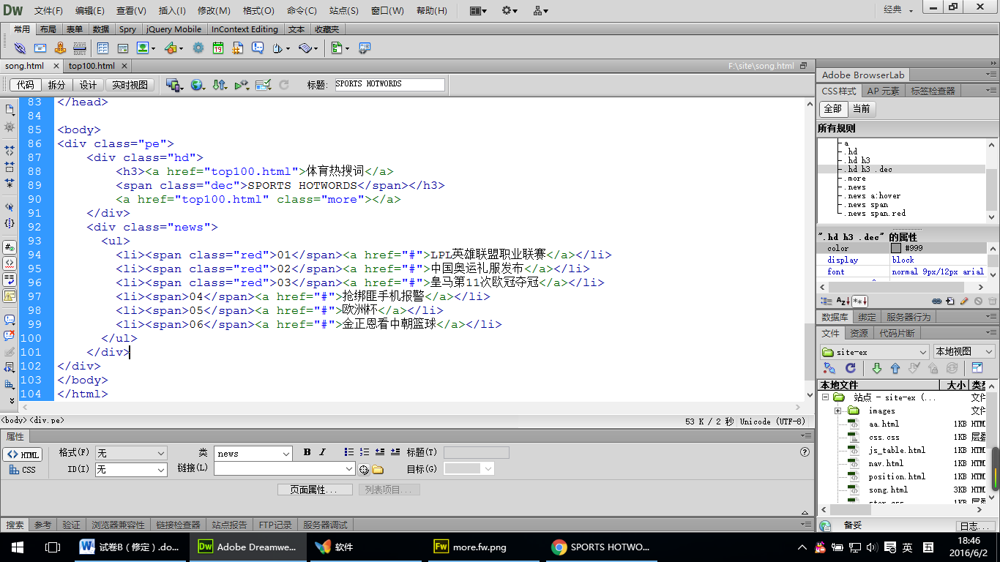 Dw 文件(F) 编辑(E) 查看(V) 插入(I) 修改(M) 格式(O) 命令(C) 站点(S) 窗口(W) 帮助(H) 经典
常用 布局 表单 数据 Spry jQuery Mobile InContext Editing 文本 收藏夹
song.html × top100.html × F:\site\song.html
代码 拆分 设计 实时视图 标题: SPORTS HOTWORDS
83 </head>
84
85 <body>
86 <div class="pe">
87 <div class="hd">
88 <h3><a href="top100.html">体育热搜词</a>
89 <span class="dec">SPORTS HOTWORDS</span></h3>
90 <a href="top100.html" class="more"></a>
91 </div>
92 <div class="news">
93 <ul>
94 <li><span class="red">01</span><a href="#">LPL英雄联盟职业联赛</a></li>
95 <li><span class="red">02</span><a href="#">中国奥运礼服发布</a></li>
96 <li><span class="red">03</span><a href="#">皇马第11次欧冠夺冠</a></li>
97 <li><span>04</span><a href="#">抢绑匪手机报警</a></li>
98 <li><span>05</span><a href="#">欧洲杯</a></li>
99 <li><span>06</span><a href="#">金正恩看中朝篮球</a></li>
100 </ul>
101 </div>
102 </div>
103 </body>
104 </html>
<body><div.pe> 53 K / 2 秒 Unicode (UTF-8)
属性
<> HTML 格式(F) 无 类 news B I 标题(T)
CSS ID(I) 无 链接(L) 目标(G)
页面属性... 列表项目...
搜索 参考 验证 浏览器兼容性 链接检查器 站点报告 FTP记录 服务器调试
Adobe BrowserLab
CSS样式 AP 元素 标签检查器
全部 当前
所有规则
a
.hd
.hd h3
.hd h3 .dec
.more
.news
.news a:hover
.news span
.news span.red
".hd h3 .dec" 的属性
color #999
display block
font normal 9px/12px arial
数据库 绑定 服务器行为
文件 资源 代码片断
site-ex 本地视图
本地文件 大小 类
站点 - site-ex (... 文件
images 文件
aa.html 1KB HTM
css.css 1KB 层叠
js_table.html 1KB HTM
nav.html 1KB HTM
position.html 1KB HTM
song.html 3KB HTM
备妥 日志...
试卷B（修定）.do... Adobe Dreamwe... 软件 more.fw.png SPORTS HOTWO... 英 五 18:46
2016/6/2